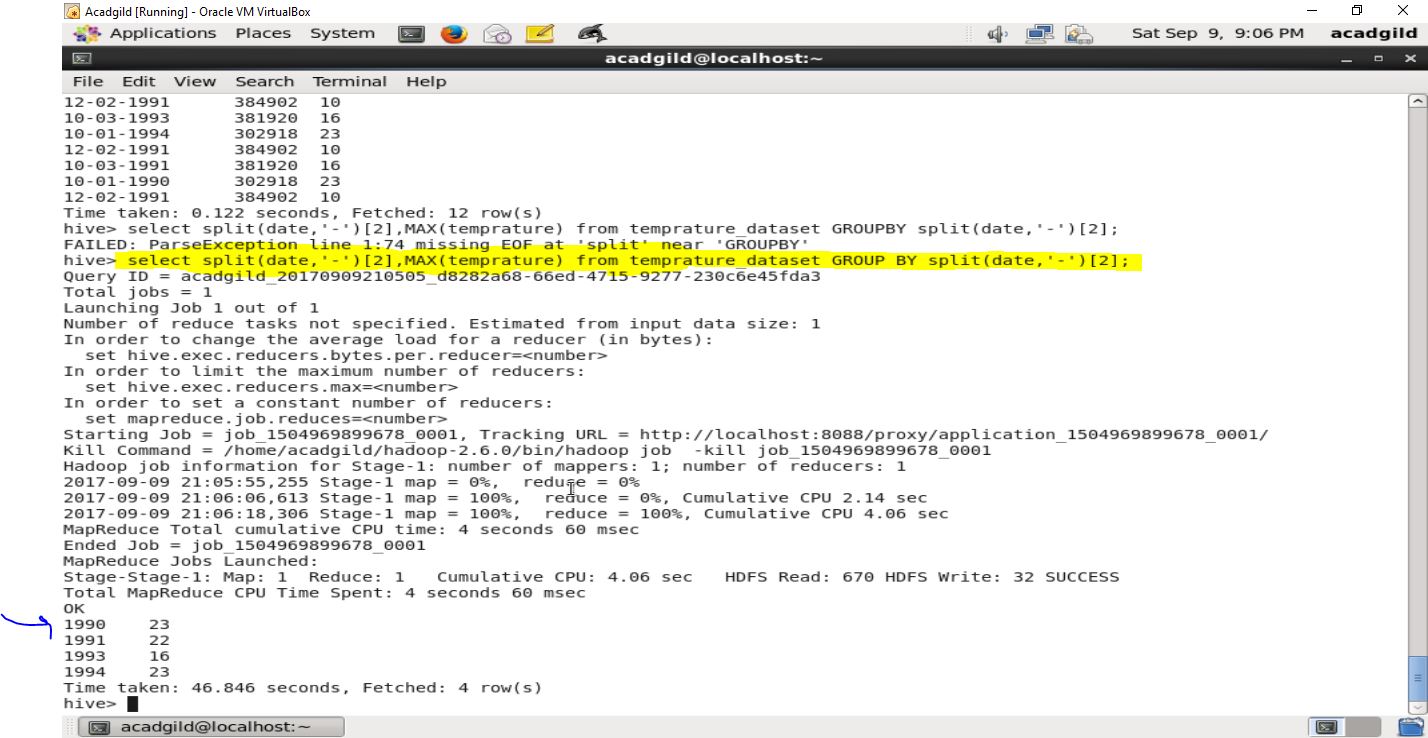 Acadgild [Running] - Oracle VM VirtualBox
Applications Places System Sat Sep 9, 9:06 PM acadgild
acadgild@localhost:~
File Edit View Search Terminal Help
12-02-1991 384902 10
10-03-1993 381920 16
10-01-1994 302918 23
12-02-1991 384902 10
10-03-1991 381920 16
10-01-1990 302918 23
12-02-1991 384902 10
Time taken: 0.122 seconds, Fetched: 12 row(s)
hive> select split(date,'-')[2],MAX(temprature) from temprature_dataset GROUPBY split(date,'-')[2];
FAILED: ParseException line 1:74 missing EOF at 'split' near 'GROUPBY'
hive> select split(date,'-')[2],MAX(temprature) from temprature_dataset GROUP BY split(date,'-')[2];
Query ID = acadgild_20170909210505_d8282a68-66ed-4715-9277-230c6e45fda3
Total jobs = 1
Launching Job 1 out of 1
Number of reduce tasks not specified. Estimated from input data size: 1
In order to change the average load for a reducer (in bytes):
  set hive.exec.reducers.bytes.per.reducer=<number>
In order to limit the maximum number of reducers:
  set hive.exec.reducers.max=<number>
In order to set a constant number of reducers:
  set mapreduce.job.reduces=<number>
Starting Job = job_1504969899678_0001, Tracking URL = http://localhost:8088/proxy/application_1504969899678_0001/
Kill Command = /home/acadgild/hadoop-2.6.0/bin/hadoop job  -kill job_1504969899678_0001
Hadoop job information for Stage-1: number of mappers: 1; number of reducers: 1
2017-09-09 21:05:55,255 Stage-1 map = 0%,  reduce = 0%
2017-09-09 21:06:06,613 Stage-1 map = 100%,  reduce = 0%, Cumulative CPU 2.14 sec
2017-09-09 21:06:18,306 Stage-1 map = 100%,  reduce = 100%, Cumulative CPU 4.06 sec
MapReduce Total cumulative CPU time: 4 seconds 60 msec
Ended Job = job_1504969899678_0001
MapReduce Jobs Launched:
Stage-Stage-1: Map: 1  Reduce: 1   Cumulative CPU: 4.06 sec   HDFS Read: 670 HDFS Write: 32 SUCCESS
Total MapReduce CPU Time Spent: 4 seconds 60 msec
OK
1990 23
1991 22
1993 16
1994 23
Time taken: 46.846 seconds, Fetched: 4 row(s)
hive>
acadgild@localhost:~